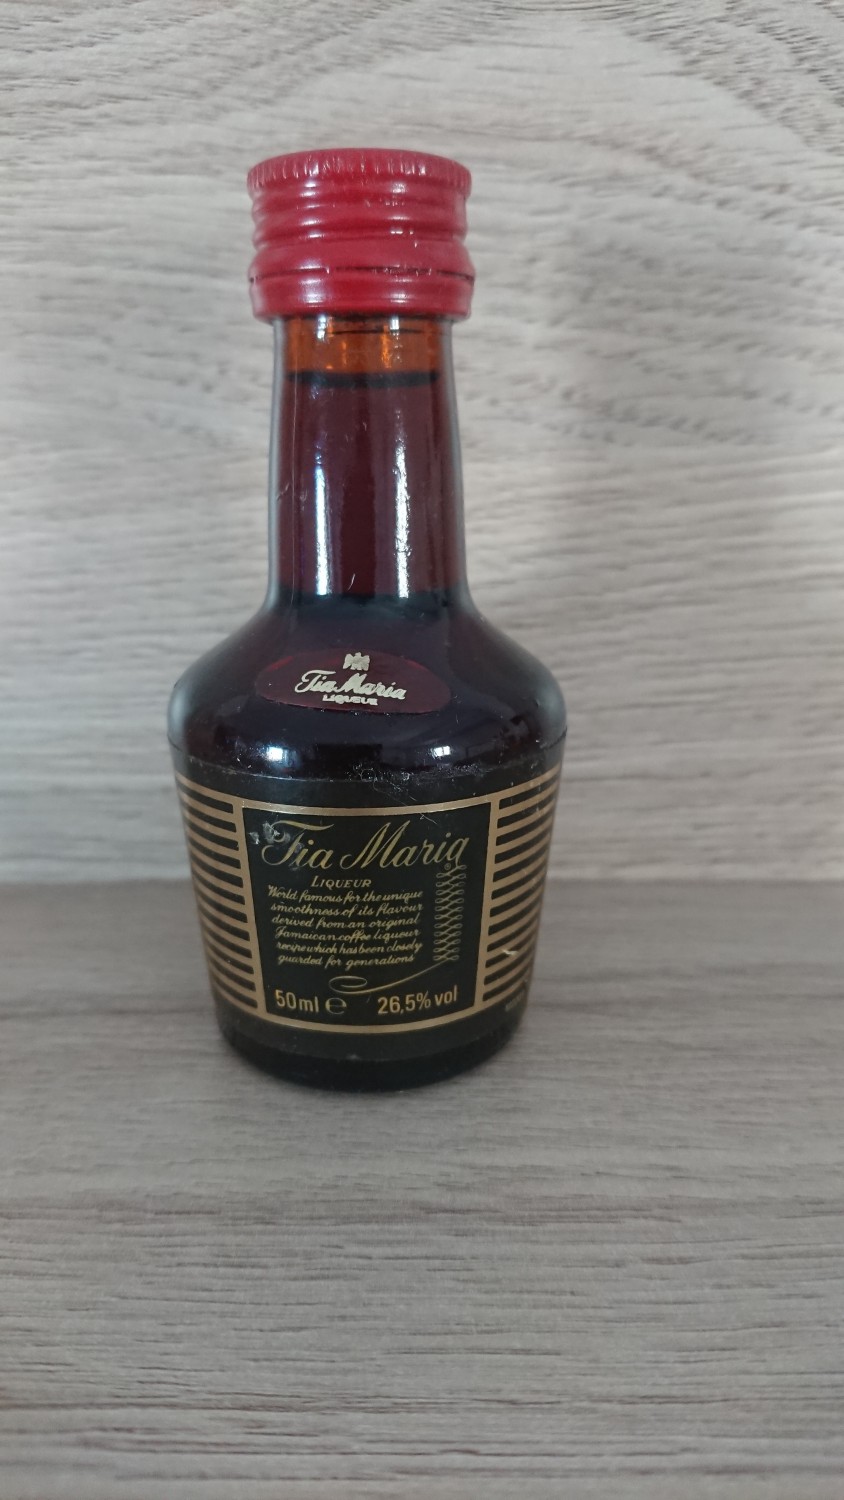 Tia Maria
LIQUEUR
Tia Maria
LIQUEUR
World famous for the unique
smoothness of its flavour
derived from an original
Jamaican coffee liqueur
recipe which has been closely
guarded for generations
50ml e 26,5% vol